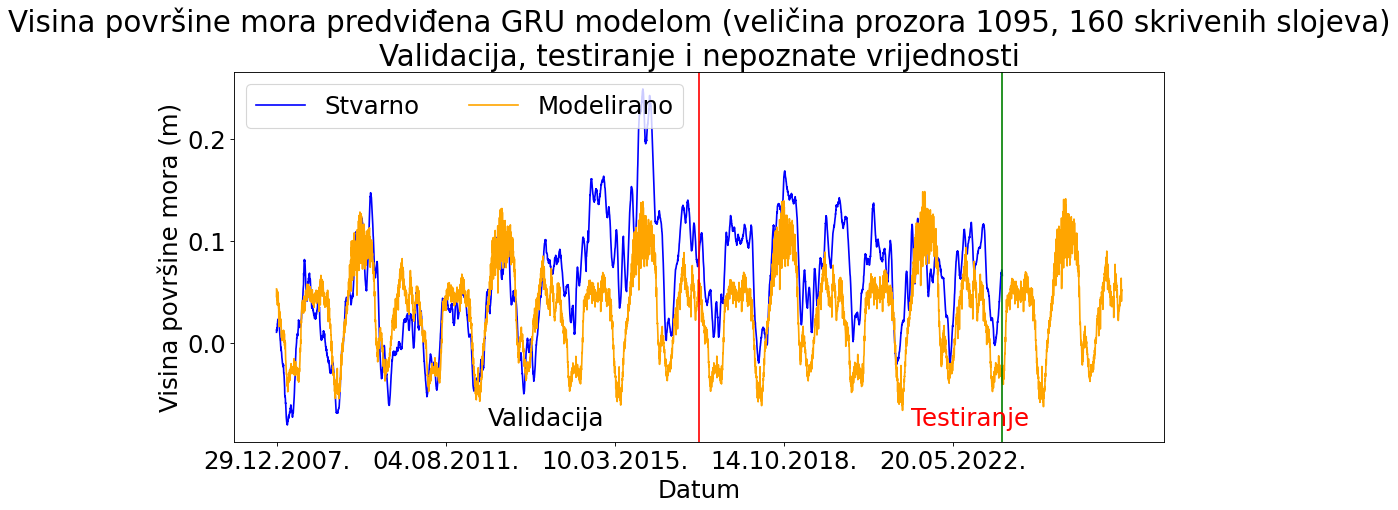 Visina površine mora predviđena GRU modelom (veličina prozora 1095, 160 skrivenih slojeva)
Validacija, testiranje i nepoznate vrijednosti
Stvarno Modelirano
Visina površine mora (m)
0.2
0.1
0.0
Validacija Testiranje
29.12.2007. 04.08.2011. 10.03.2015. 14.10.2018. 20.05.2022.
Datum